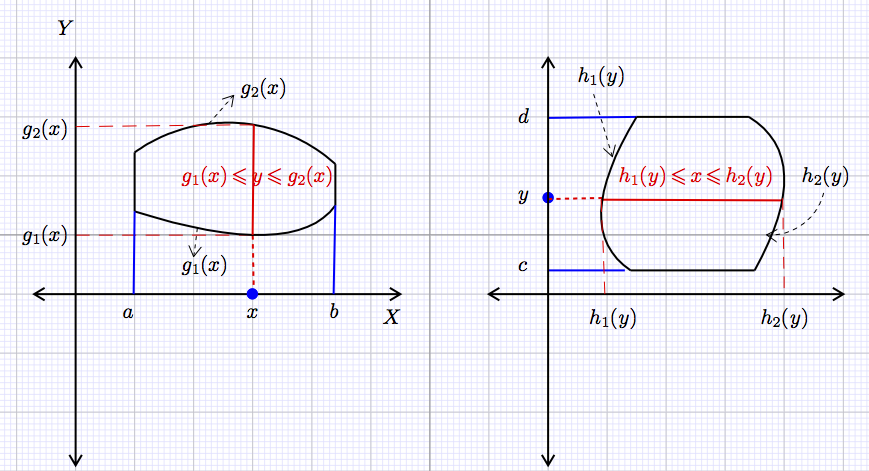 Y
g₂(x)
g₂(x)
g₁(x) ⩽ y ⩽ g₂(x)
g₁(x)
g₁(x)
a
x
b
X
h₁(y)
d
h₁(y) ⩽ x ⩽ h₂(y)
h₂(y)
y
c
h₁(y)
h₂(y)